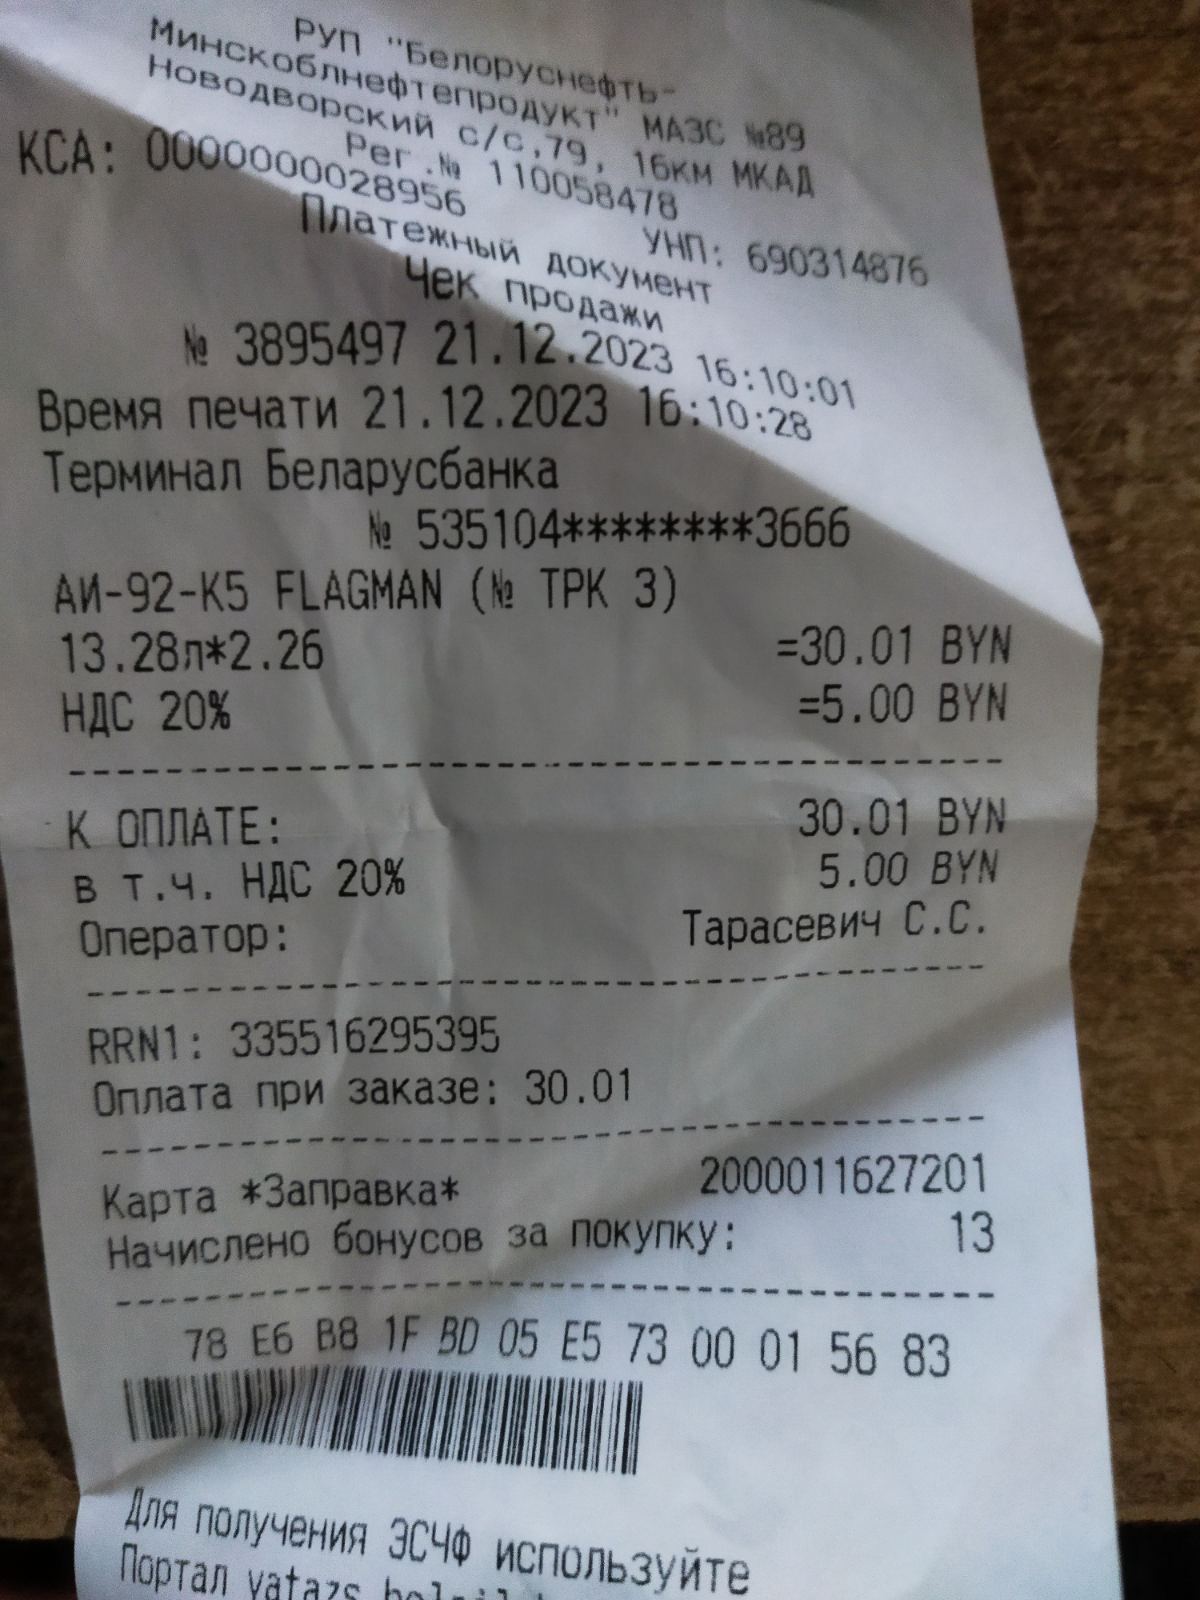 РУП "Белоруснефть-
Минскоблнефтепродукт" МАЗС №89
Новодворский с/с,79, 16км МКАД
Рег.№ 110058478
КСА: 0000000028956 УНП: 690314876
Платежный документ
Чек продажи
№ 3895497 21.12.2023 16:10:01
Время печати 21.12.2023 16:10:28
Терминал Беларусбанка
№ 535104********3666
АИ-92-К5 FLAGMAN (№ ТРК 3)
13.28л*2.26 =30.01 BYN
НДС 20% =5.00 BYN
К ОПЛАТЕ: 30.01 BYN
в т.ч. НДС 20% 5.00 BYN
Оператор: Тарасевич С.С.
RRN1: 335516295395
Оплата при заказе: 30.01
Карта *Заправка* 2000011627201
Начислено бонусов за покупку: 13
78 E6 B8 1F BD 05 E5 73 00 01 56 83
Для получения ЭСЧФ используйте
Портал